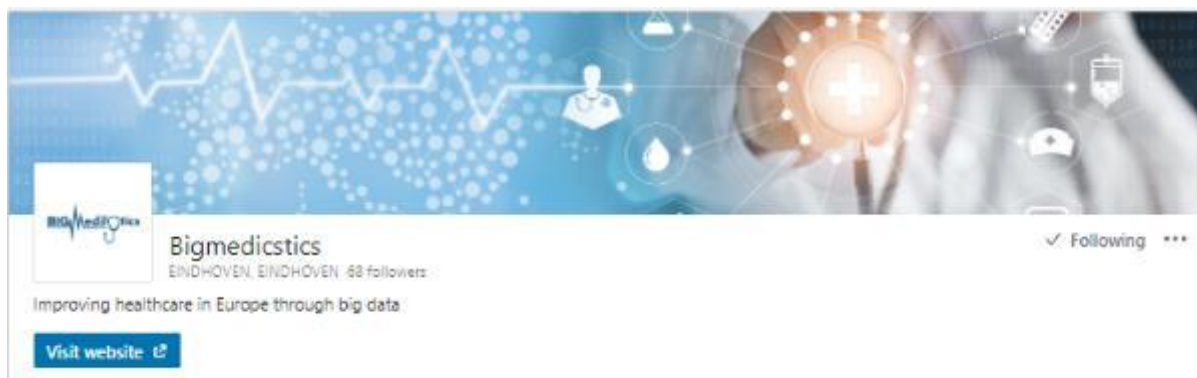 Bigmedicstics
Following
EINDHOVEN, EINDHOVEN 68 followers
Improving healthcare in Europe through big data
Visit website